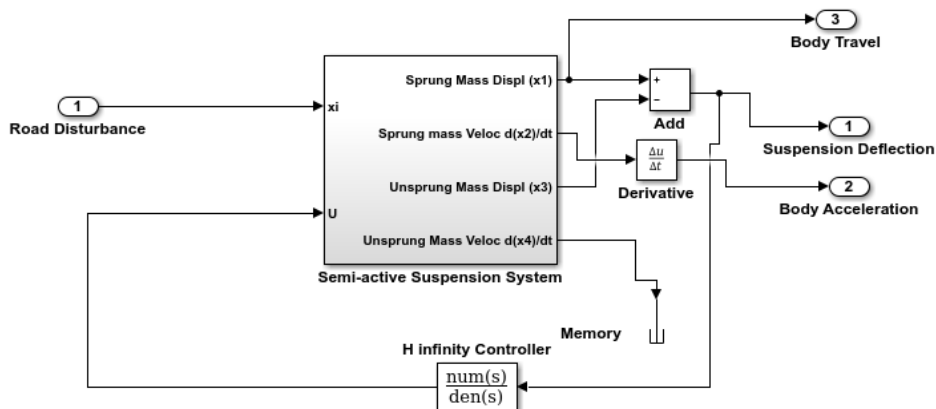 3
Body Travel
Sprung Mass Displ (x1)
+
−
Add
1
Road Disturbance
xi
Sprung mass Veloc d(x2)/dt
Δu
Δt
Derivative
1
Suspension Deflection
Unsprung Mass Displ (x3)
2
Body Acceleration
U
Unsprung Mass Veloc d(x4)/dt
Semi-active Suspension System
Memory
H infinity Controller
num(s)
den(s)